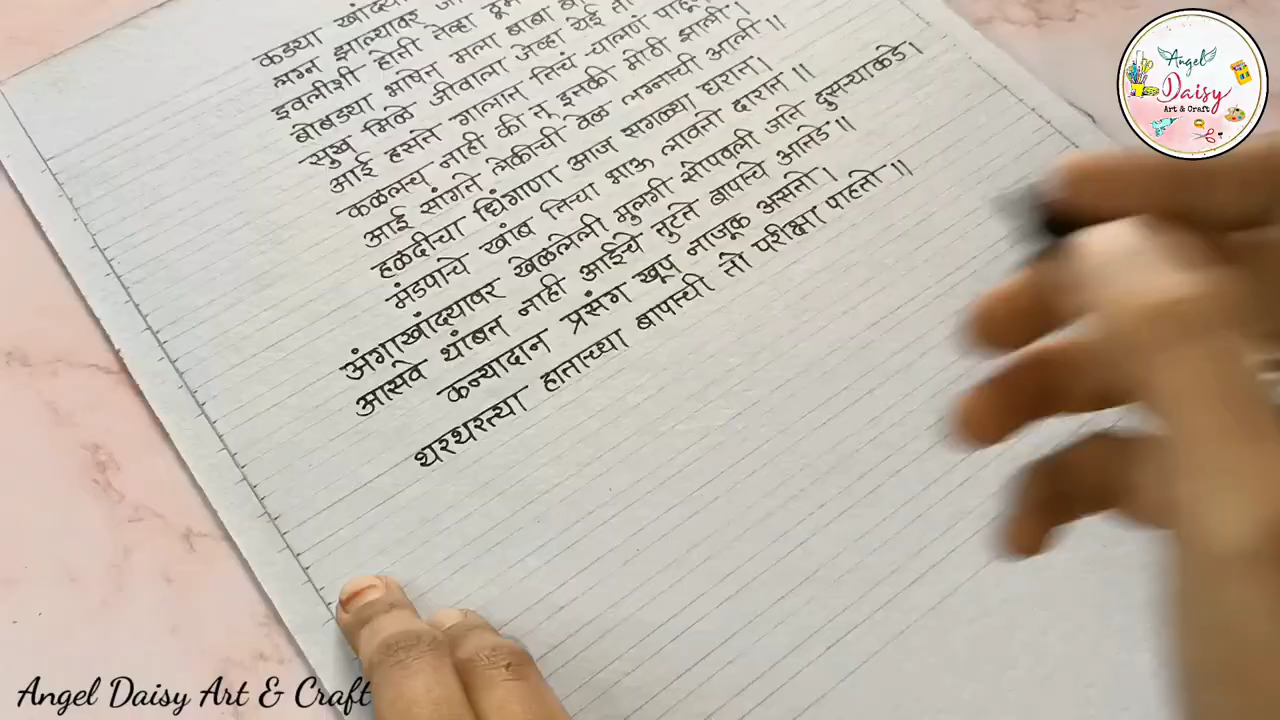 कडया खांद्या
लग्न झाल्यावर जा
इवलीशी होती तेव्हा ठुम
बोबड्या भाषेत मला बाबा बो
सुख मिळे जीवाला जेव्हा येई तो
आई हसते गालात तिचं चालणं पाहू
कळलंच नाही की तू इतकी मोठी झाली।
आई सांगते लेकीची वेळ लग्नाची आली॥
हळदीचा धिंगाणा आज सगळ्या घरात।
मंडपाचे खांब तिचा भाऊ लावतो दारात॥
अंगाखांद्यावर खेळलेली मुलगी सोपवली जाते दुसऱ्याकडे।
आसवे थांबत नाही आईचे तुटते बापाचे आतडे॥
कन्यादान प्रसंग खूप नाजूक असतो।
थरथरत्या हाताच्या बापाची तो परीक्षा पाहतो॥
Angel
Daisy
Art & Craft
Angel Daisy Art & Craft